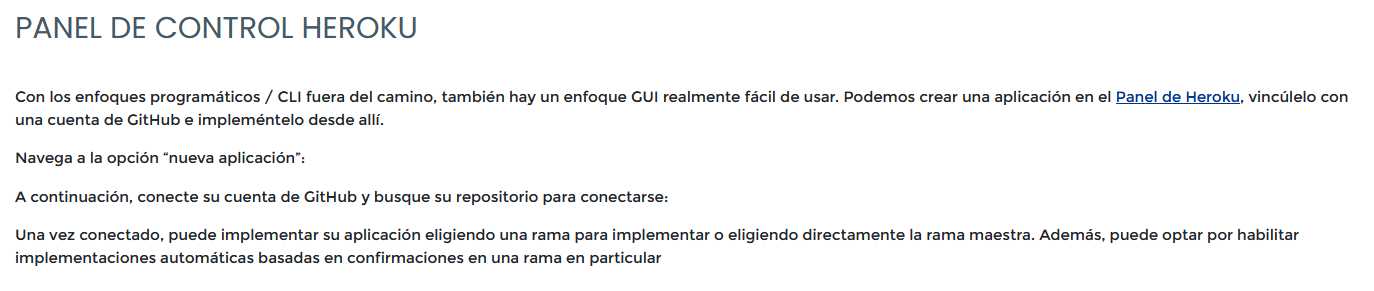 PANEL DE CONTROL HEROKU
Con los enfoques programáticos / CLI fuera del camino, también hay un enfoque GUI realmente fácil de usar. Podemos crear una aplicación en el Panel de Heroku, vincúlelo con
una cuenta de GitHub e impleméntelo desde allí.
Navega a la opción “nueva aplicación”:
A continuación, conecte su cuenta de GitHub y busque su repositorio para conectarse:
Una vez conectado, puede implementar su aplicación eligiendo una rama para implementar o eligiendo directamente la rama maestra. Además, puede optar por habilitar
implementaciones automáticas basadas en confirmaciones en una rama en particular